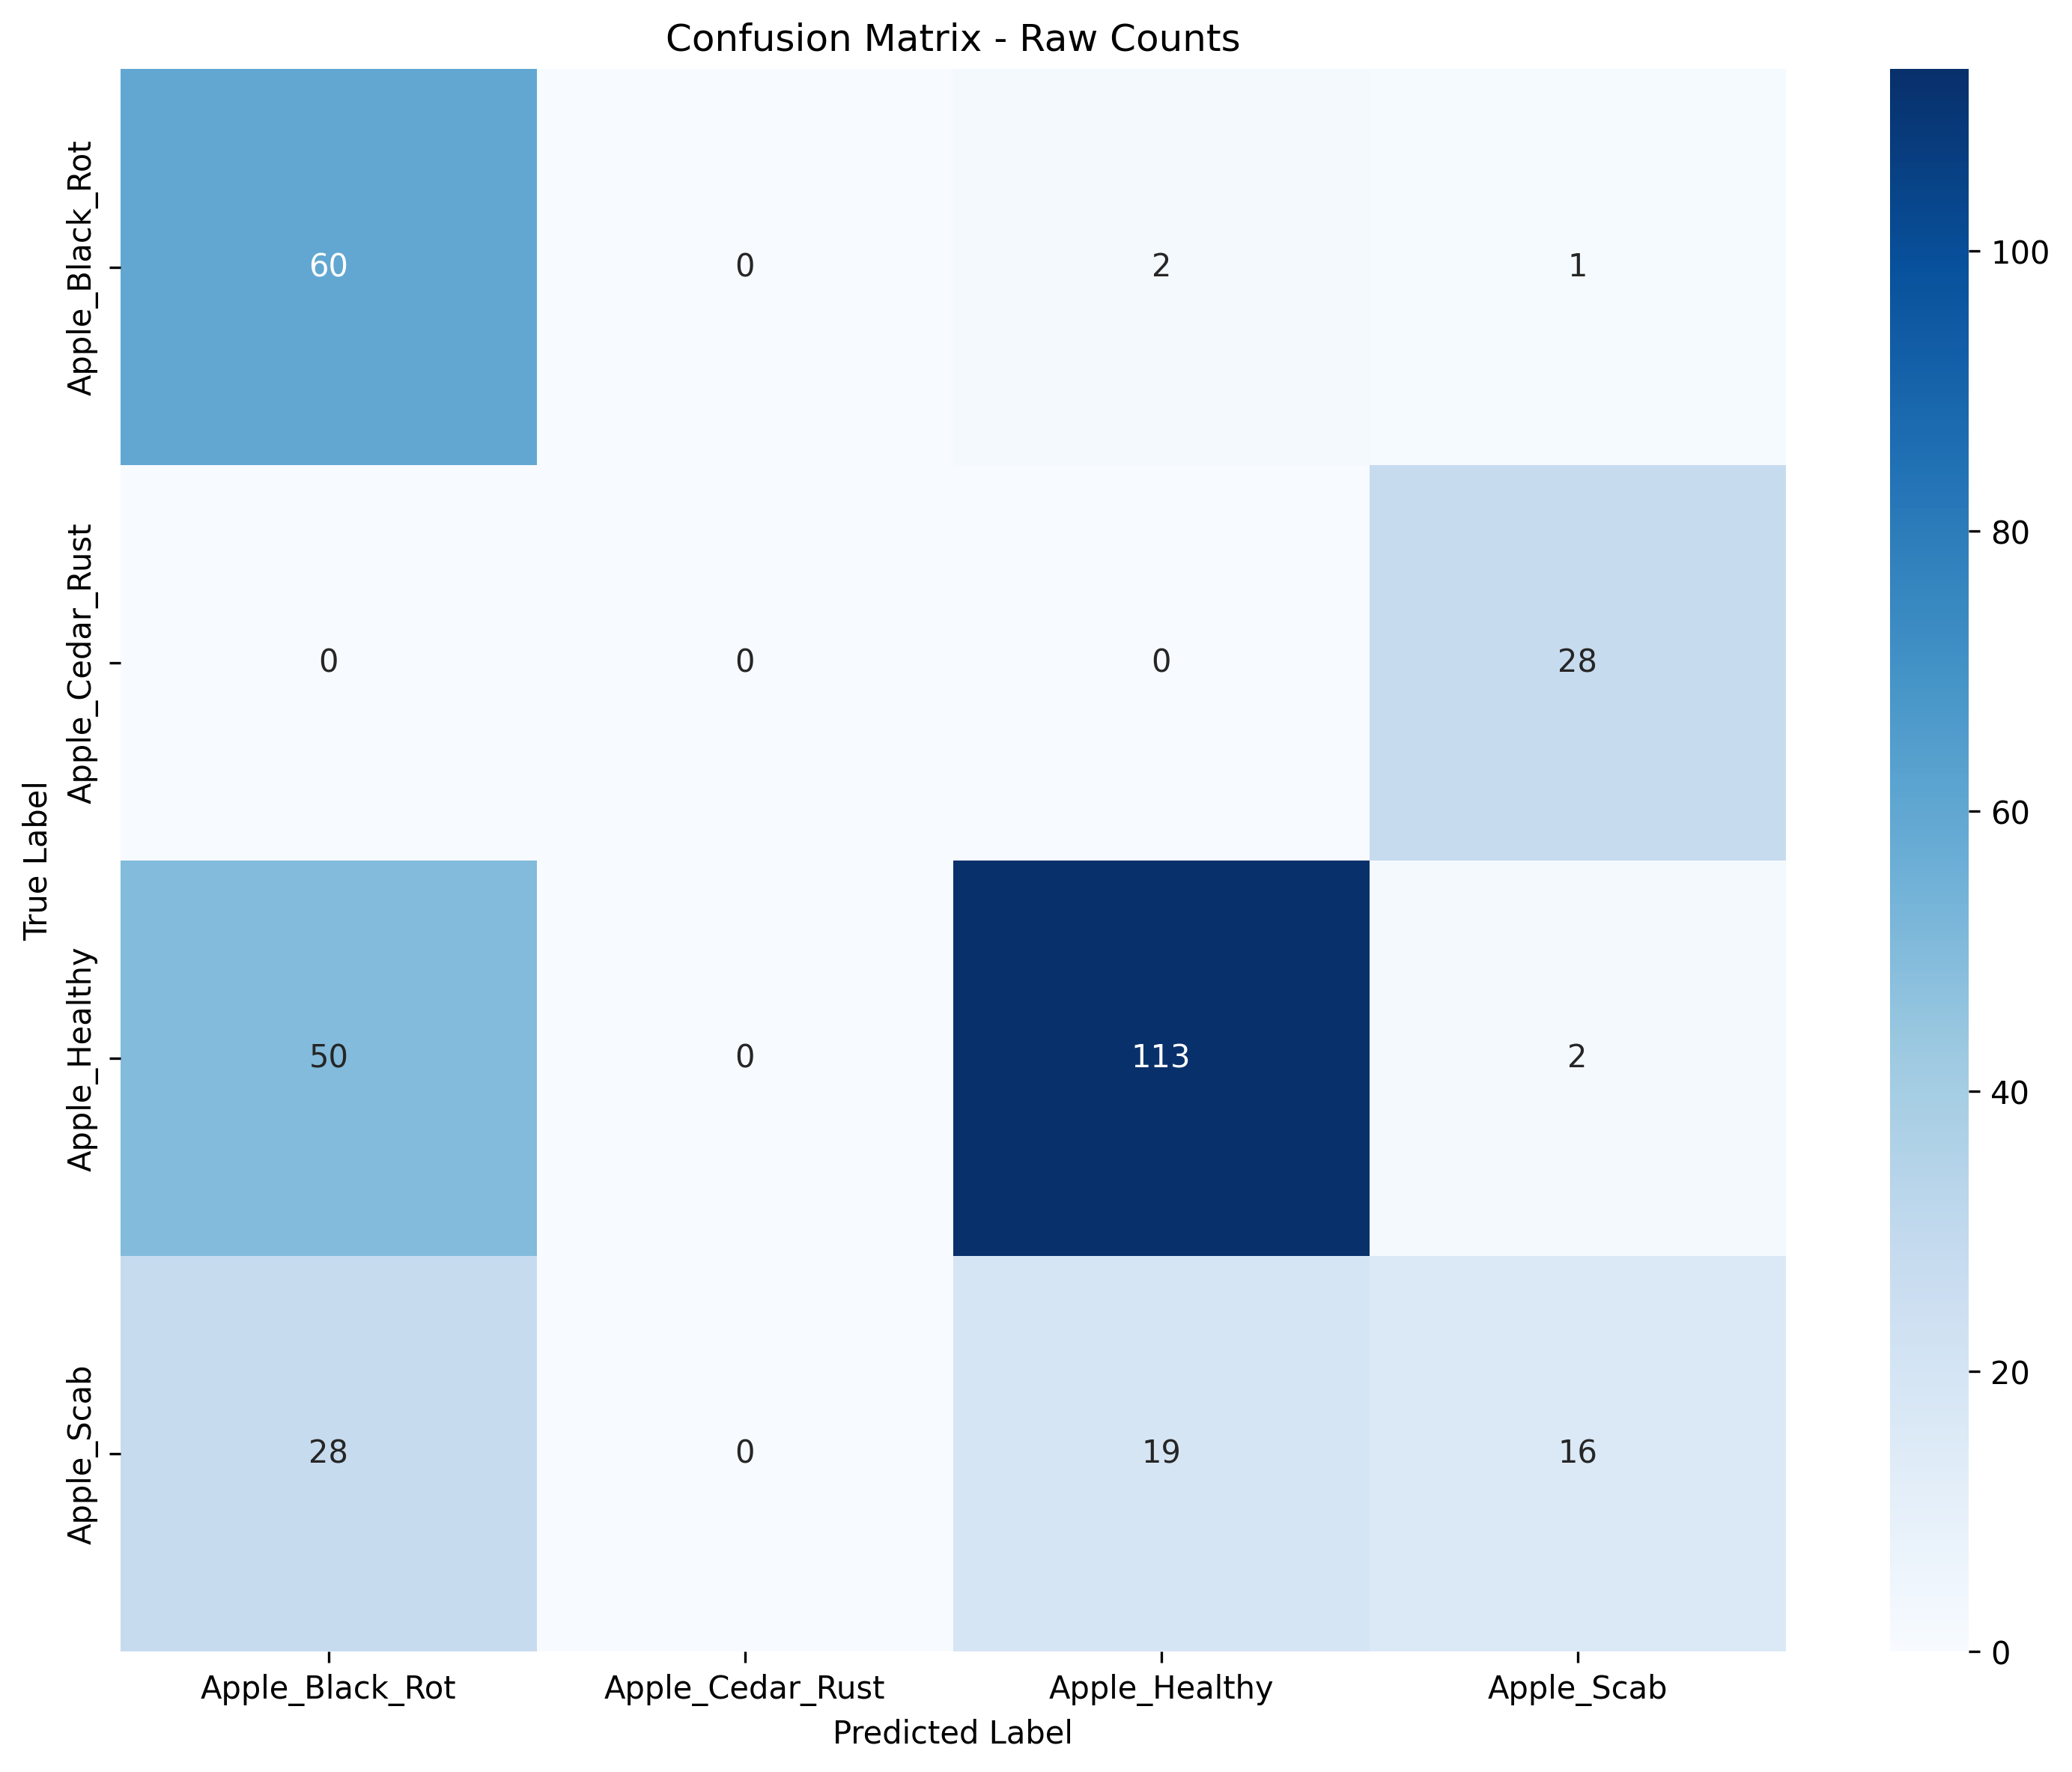 Confusion Matrix - Raw Counts
True Label
Apple_Black_Rot
60 0 2 1
Apple_Cedar_Rust
0 0 0 28
Apple_Healthy
50 0 113 2
Apple_Scab
28 0 19 16
Apple_Black_Rot Apple_Cedar_Rust Apple_Healthy Apple_Scab
Predicted Label
100
80
60
40
20
0